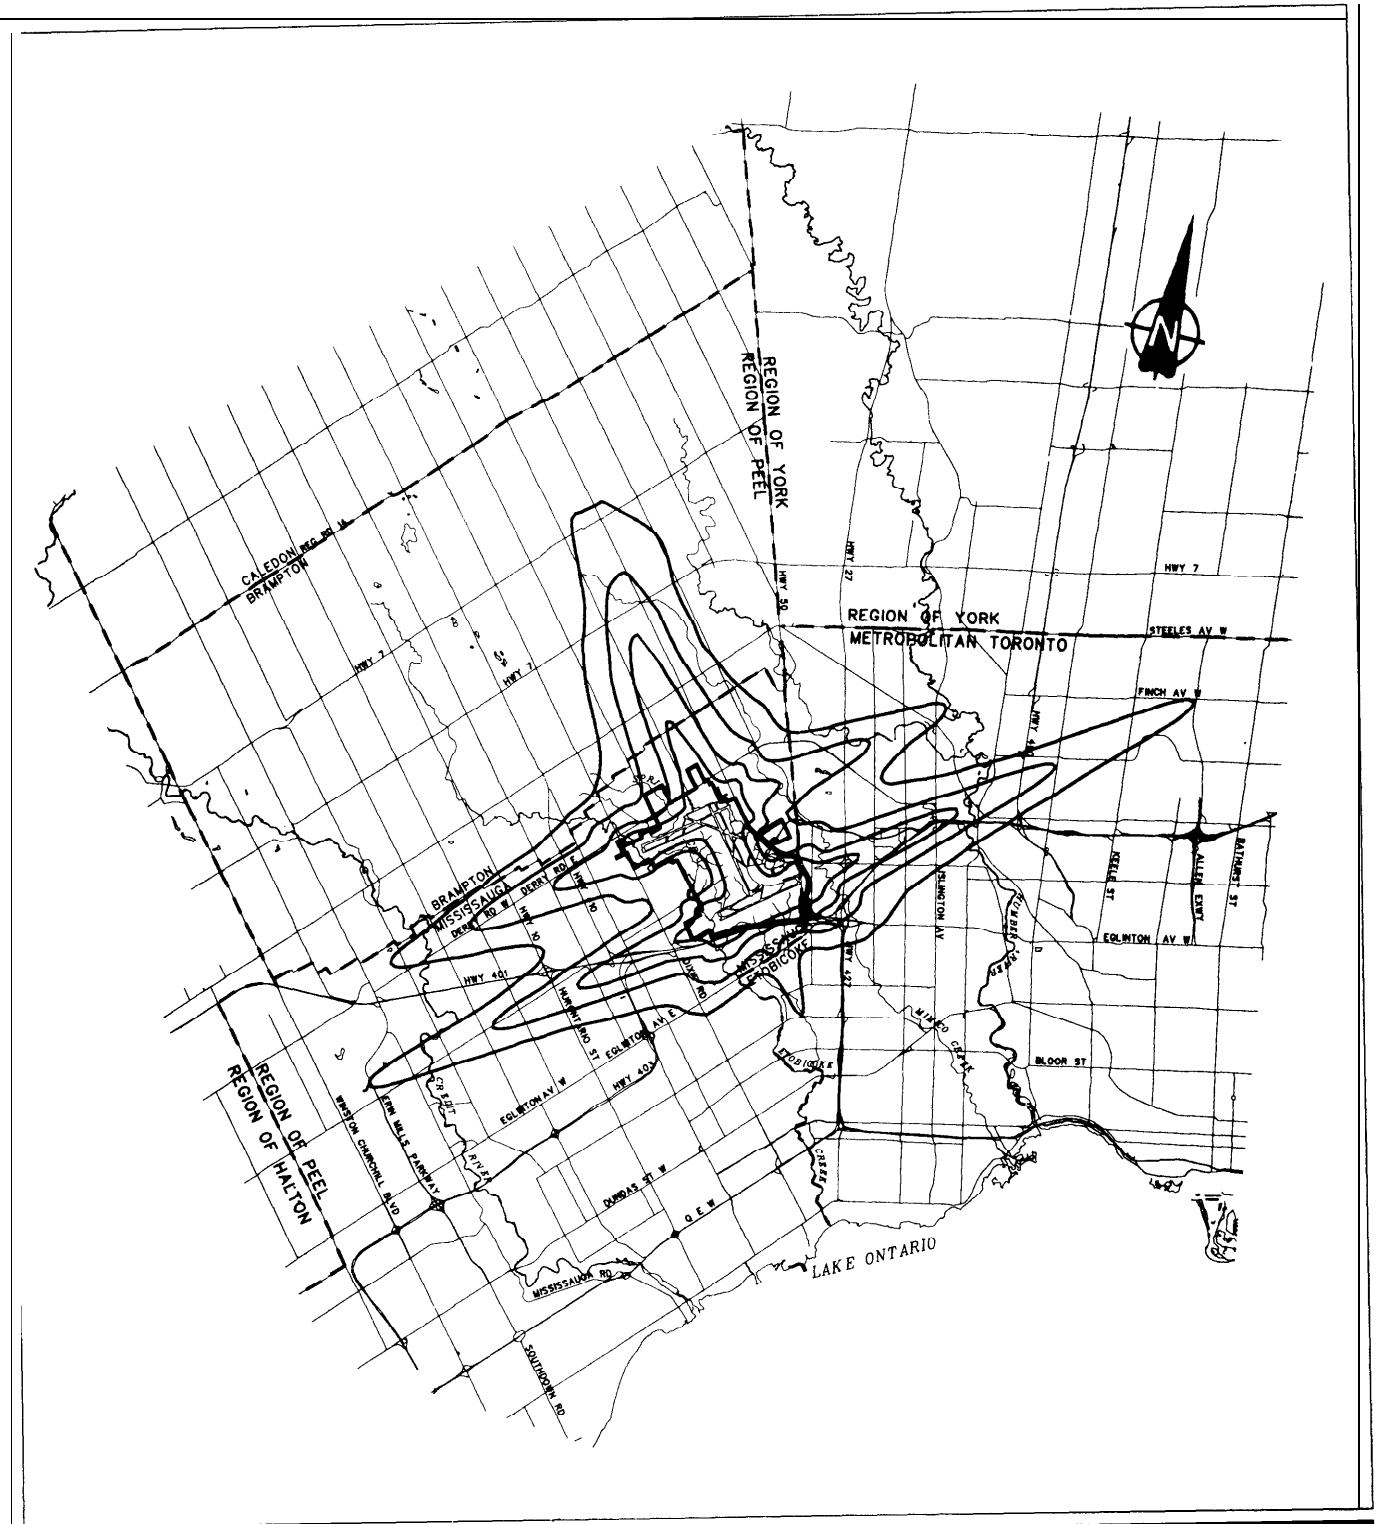 N
REGION OF YORK
REGION OF PEEL
CALEDON REG RD 14
BRAMPTON
HWY 50
HWY 27
HWY 7
REGION OF YORK
METROPOLITAN TORONTO
STEELES AV W
HWY 7
HWY 7
FINCH AV W
BRAMPTON
MISSISSAUGA
DERRY RD E
DERRY RD W
HWY 10
HWY 10
HWY 401
HURONTARIO ST
DIXIE RD
MISSISSAUGA
ETOBICOKE
HWY 427
ISLINGTON AV
HUMBER RIVER
KEELE ST
ALLEN EXWY
BATHURST ST
EGLINTON AV W
EGLINTON AV E
EGLINTON AV W
HWY 403
MIMICO
CREEK
BLOOR ST
ETOBICOKE
CREEK
CREDIT
RIVER
REGION OF PEEL
REGION OF HALTON
WINSTON CHURCHILL BLVD
ERIN MILLS PARKWAY
DUNDAS ST W
Q E W
LAKE ONTARIO
MISSISSAUGA RD
SOUTHDOWN RD